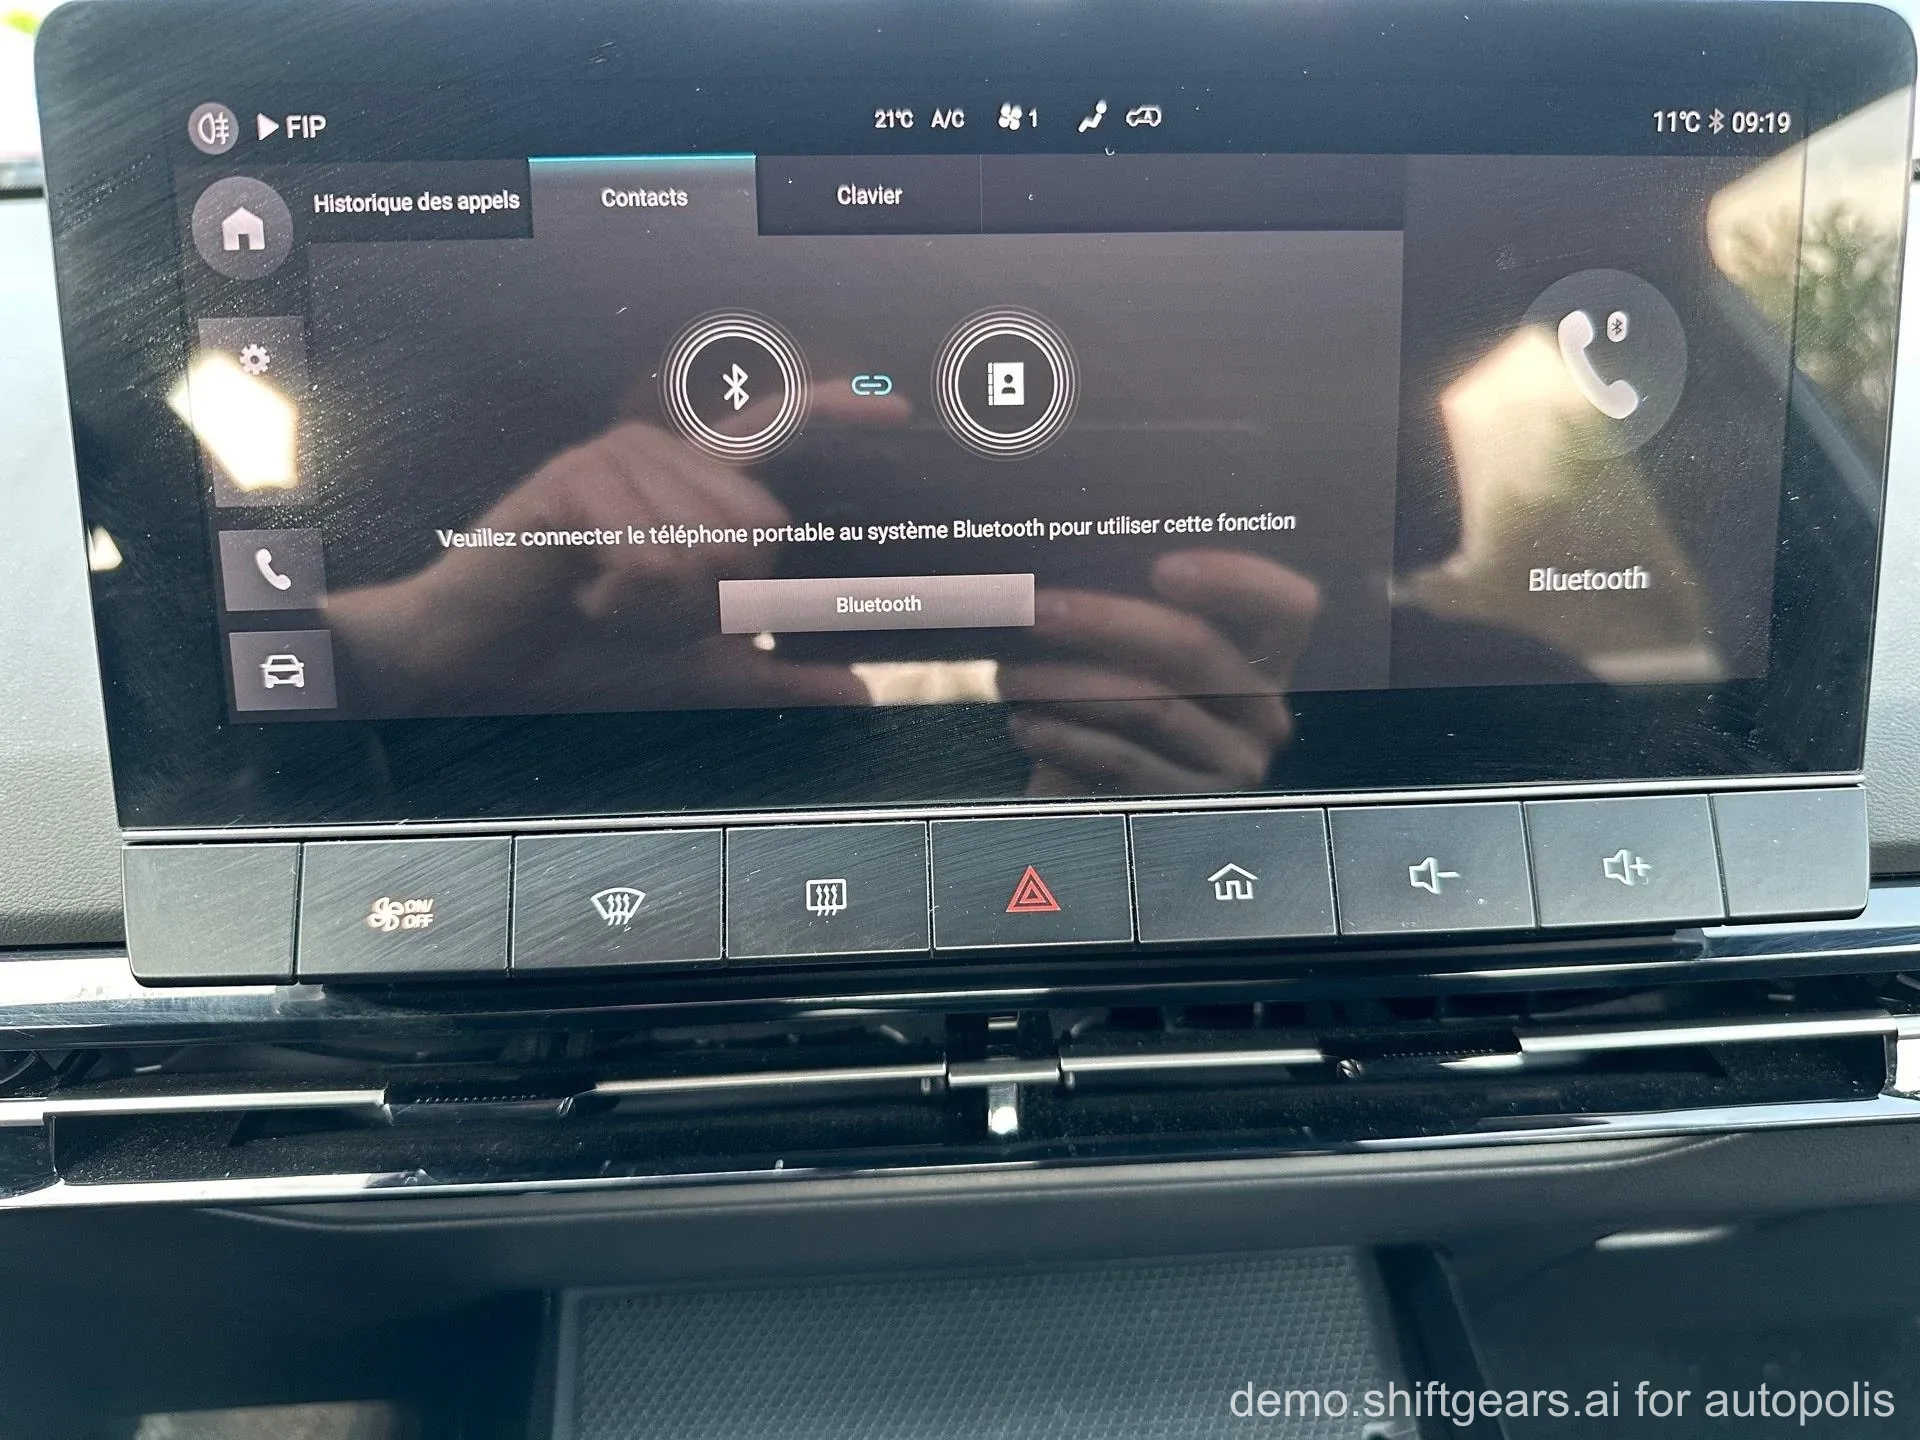 FIP
21°C A/C 1
11°C 09:19
Historique des appels
Contacts
Clavier
Veuillez connecter le téléphone portable au système Bluetooth pour utiliser cette fonction
Bluetooth
Bluetooth
ON/
OFF
demo.shiftgears.ai for autopolis